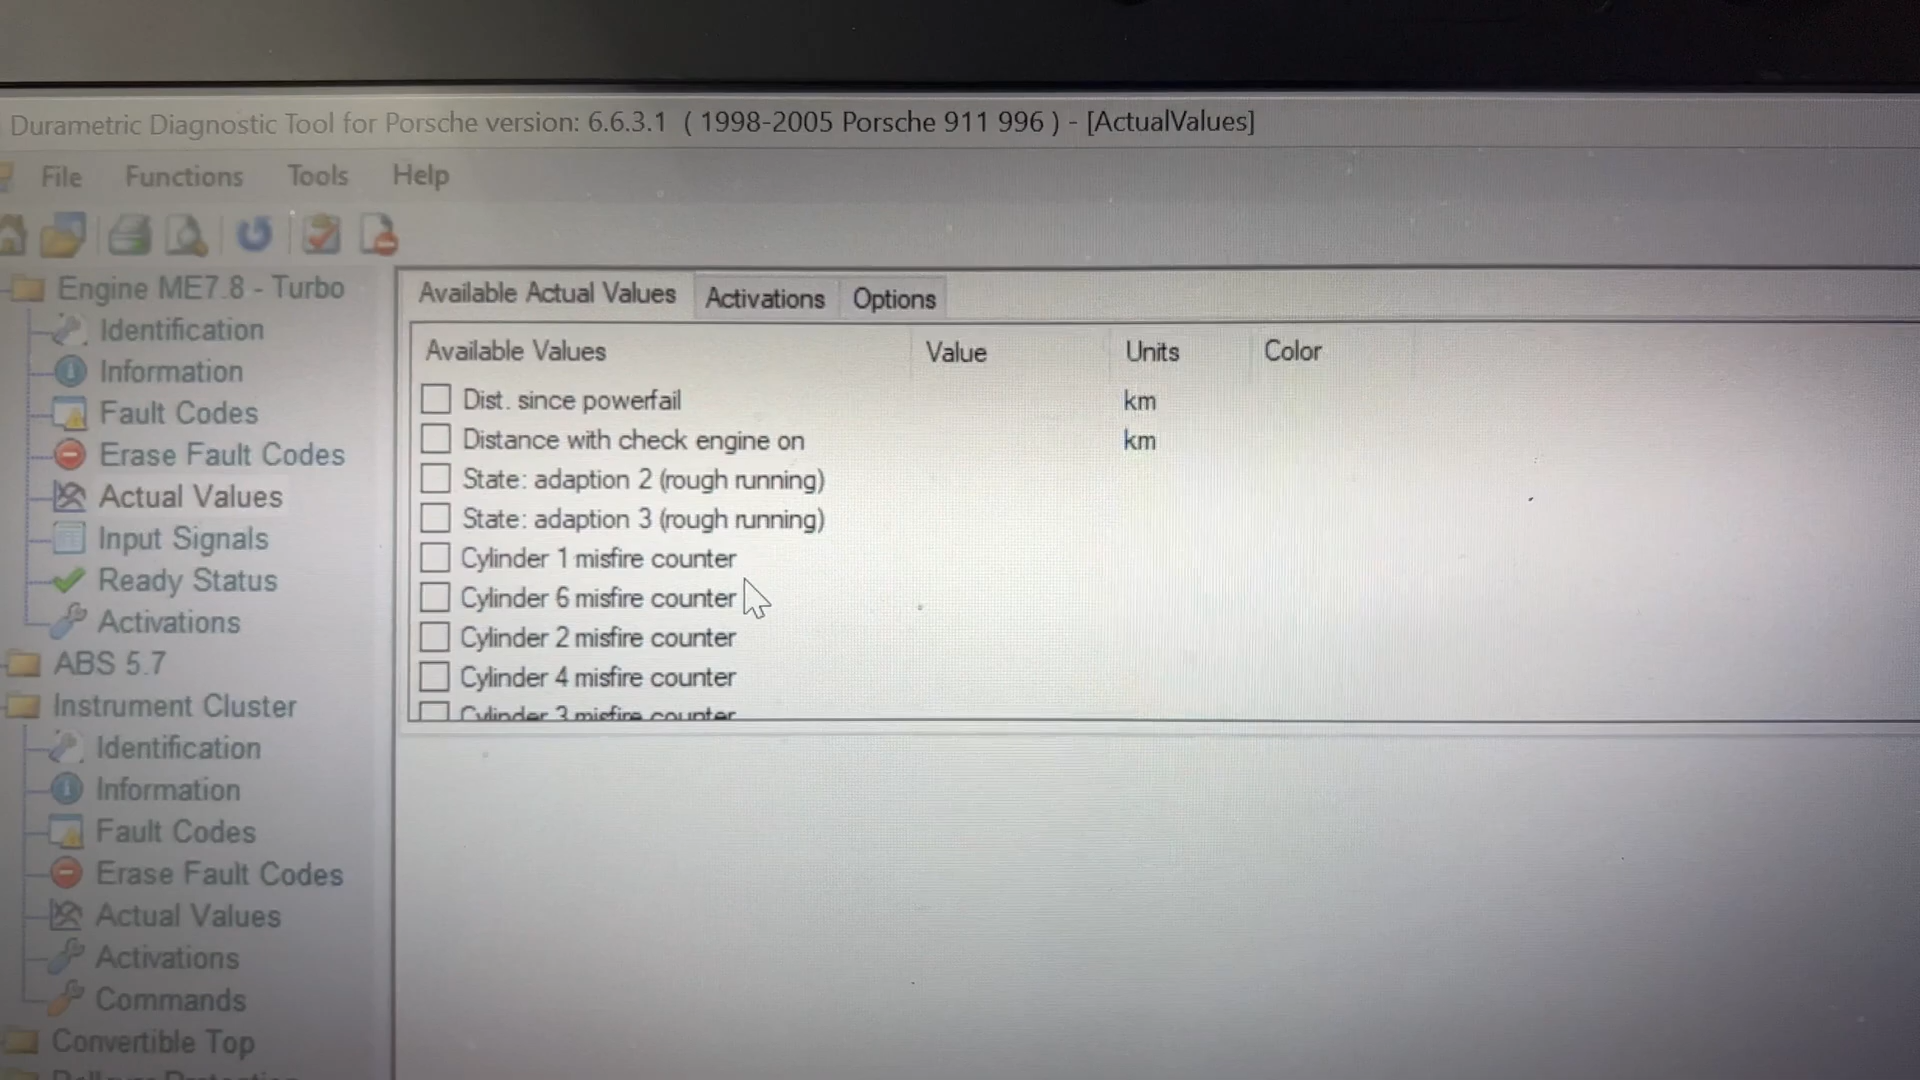 Durametric Diagnostic Tool for Porsche version: 6.6.3.1 ( 1998-2005 Porsche 911 996 ) - [ActualValues]
File Functions Tools Help
Engine ME7.8 - Turbo
Identification
Information
Fault Codes
Erase Fault Codes
Actual Values
Input Signals
Ready Status
Activations
ABS 5.7
Instrument Cluster
Identification
Information
Fault Codes
Erase Fault Codes
Actual Values
Activations
Commands
Convertible Top
Available Actual Values Activations Options
Available Values Value Units Color
Dist. since powerfail km
Distance with check engine on km
State: adaption 2 (rough running)
State: adaption 3 (rough running)
Cylinder 1 misfire counter
Cylinder 6 misfire counter
Cylinder 2 misfire counter
Cylinder 4 misfire counter
Cylinder 3 misfire counter